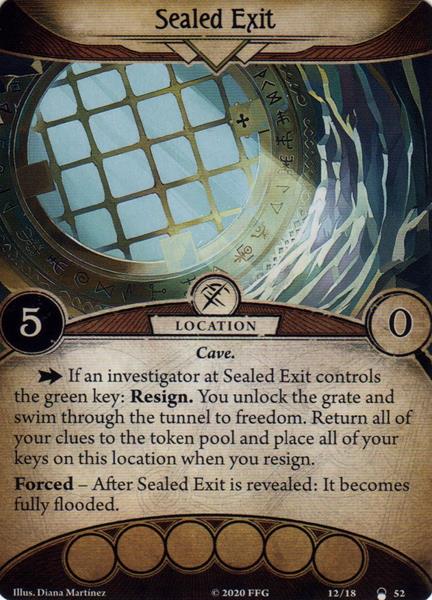 Sealed Exit
5
LOCATION
0
Cave.
If an investigator at Sealed Exit controls
the green key: Resign. You unlock the grate and
swim through the tunnel to freedom. Return all of
your clues to the token pool and place all of your
keys on this location when you resign.
Forced – After Sealed Exit is revealed: It becomes
fully flooded.
Illus. Diana Martínez © 2020 FFG 12/18 52